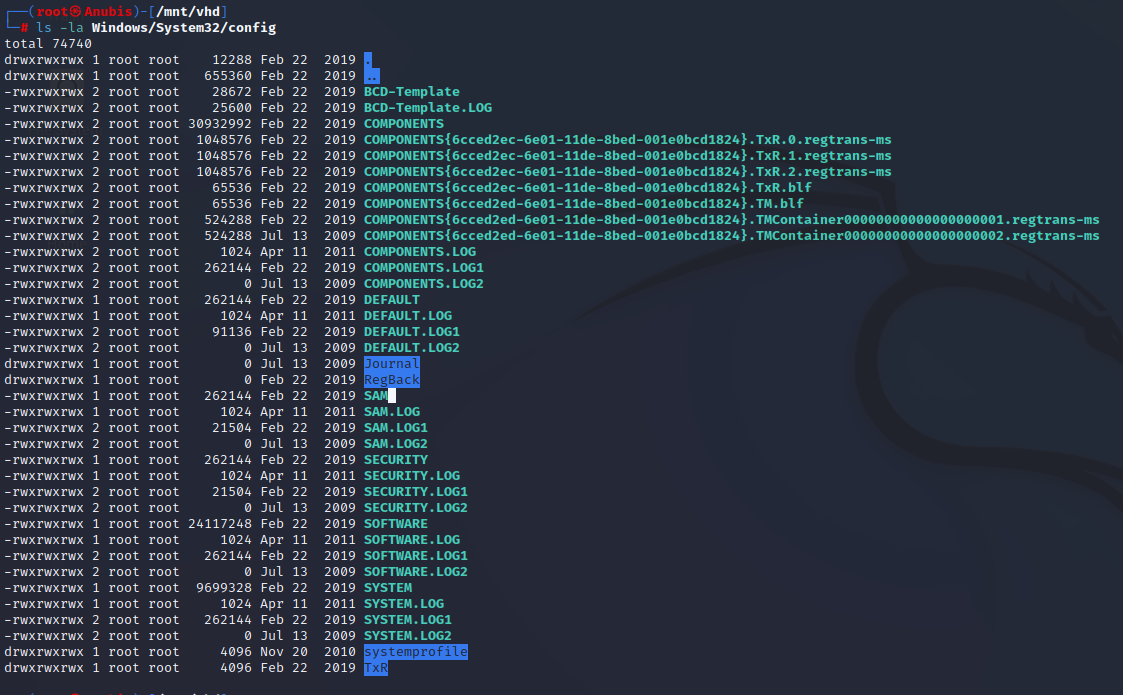 ┌──(root㉿Anubis)-[/mnt/vhd]
└─# ls -la Windows/System32/config
total 74740
drwxrwxrwx 1 root root    12288 Feb 22  2019 .
drwxrwxrwx 1 root root   655360 Feb 22  2019 ..
-rwxrwxrwx 2 root root    28672 Feb 22  2019 BCD-Template
-rwxrwxrwx 2 root root    25600 Feb 22  2019 BCD-Template.LOG
-rwxrwxrwx 2 root root 30932992 Feb 22  2019 COMPONENTS
-rwxrwxrwx 2 root root  1048576 Feb 22  2019 COMPONENTS{6cced2ec-6e01-11de-8bed-001e0bcd1824}.TxR.0.regtrans-ms
-rwxrwxrwx 2 root root  1048576 Feb 22  2019 COMPONENTS{6cced2ec-6e01-11de-8bed-001e0bcd1824}.TxR.1.regtrans-ms
-rwxrwxrwx 2 root root  1048576 Feb 22  2019 COMPONENTS{6cced2ec-6e01-11de-8bed-001e0bcd1824}.TxR.2.regtrans-ms
-rwxrwxrwx 2 root root    65536 Feb 22  2019 COMPONENTS{6cced2ec-6e01-11de-8bed-001e0bcd1824}.TxR.blf
-rwxrwxrwx 2 root root    65536 Feb 22  2019 COMPONENTS{6cced2ed-6e01-11de-8bed-001e0bcd1824}.TM.blf
-rwxrwxrwx 2 root root   524288 Feb 22  2019 COMPONENTS{6cced2ed-6e01-11de-8bed-001e0bcd1824}.TMContainer00000000000000000001.regtrans-ms
-rwxrwxrwx 2 root root   524288 Jul 13  2009 COMPONENTS{6cced2ed-6e01-11de-8bed-001e0bcd1824}.TMContainer00000000000000000002.regtrans-ms
-rwxrwxrwx 1 root root     1024 Apr 11  2011 COMPONENTS.LOG
-rwxrwxrwx 2 root root   262144 Feb 22  2019 COMPONENTS.LOG1
-rwxrwxrwx 2 root root        0 Jul 13  2009 COMPONENTS.LOG2
-rwxrwxrwx 1 root root   262144 Feb 22  2019 DEFAULT
-rwxrwxrwx 1 root root     1024 Apr 11  2011 DEFAULT.LOG
-rwxrwxrwx 2 root root    91136 Feb 22  2019 DEFAULT.LOG1
-rwxrwxrwx 2 root root        0 Jul 13  2009 DEFAULT.LOG2
drwxrwxrwx 1 root root        0 Jul 13  2009 Journal
drwxrwxrwx 1 root root        0 Feb 22  2019 RegBack
-rwxrwxrwx 1 root root   262144 Feb 22  2019 SAM
-rwxrwxrwx 1 root root     1024 Apr 11  2011 SAM.LOG
-rwxrwxrwx 2 root root    21504 Feb 22  2019 SAM.LOG1
-rwxrwxrwx 2 root root        0 Jul 13  2009 SAM.LOG2
-rwxrwxrwx 1 root root   262144 Feb 22  2019 SECURITY
-rwxrwxrwx 1 root root     1024 Apr 11  2011 SECURITY.LOG
-rwxrwxrwx 2 root root    21504 Feb 22  2019 SECURITY.LOG1
-rwxrwxrwx 2 root root        0 Jul 13  2009 SECURITY.LOG2
-rwxrwxrwx 1 root root 24117248 Feb 22  2019 SOFTWARE
-rwxrwxrwx 1 root root     1024 Apr 11  2011 SOFTWARE.LOG
-rwxrwxrwx 2 root root   262144 Feb 22  2019 SOFTWARE.LOG1
-rwxrwxrwx 2 root root        0 Jul 13  2009 SOFTWARE.LOG2
-rwxrwxrwx 1 root root  9699328 Feb 22  2019 SYSTEM
-rwxrwxrwx 1 root root     1024 Apr 11  2011 SYSTEM.LOG
-rwxrwxrwx 2 root root   262144 Feb 22  2019 SYSTEM.LOG1
-rwxrwxrwx 2 root root        0 Jul 13  2009 SYSTEM.LOG2
drwxrwxrwx 1 root root     4096 Nov 20  2010 systemprofile
drwxrwxrwx 1 root root     4096 Feb 22  2019 TxR